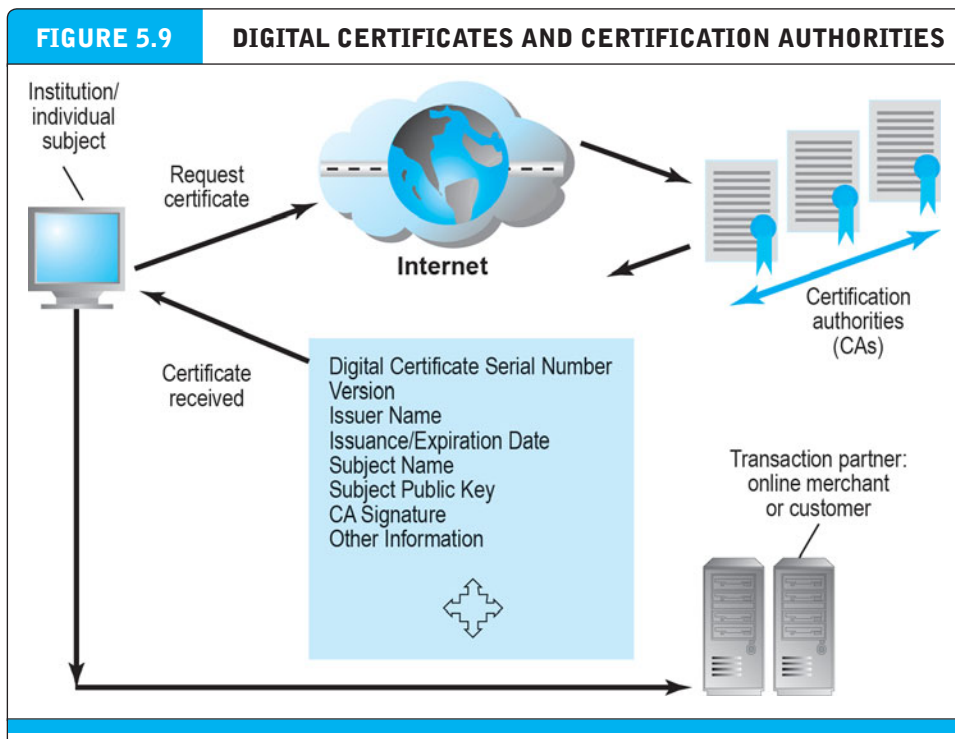 FIGURE 5.9
DIGITAL CERTIFICATES AND CERTIFICATION AUTHORITIES
Institution/
individual
subject
Request
certificate
Internet
Certification
authorities
(CAs)
Certificate
received
Digital Certificate Serial Number
Version
Issuer Name
Issuance/Expiration Date
Subject Name
Subject Public Key
CA Signature
Other Information
Transaction partner:
online merchant
or customer